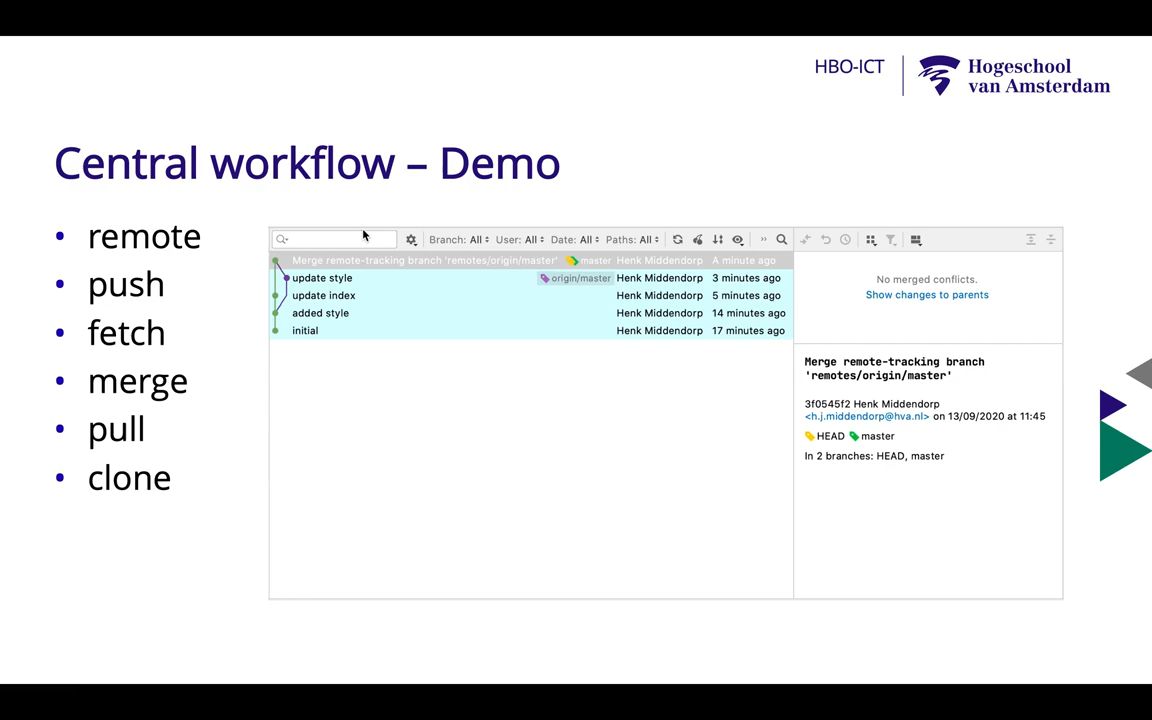 HBO-ICT
Hogeschool
van Amsterdam
Central workflow – Demo
• remote
• push
• fetch
• merge
• pull
• clone
Branch: All User: All Date: All Paths: All
Merge remote-tracking branch 'remotes/origin/master' master Henk Middendorp A minute ago
update style origin/master Henk Middendorp 3 minutes ago
update index Henk Middendorp 5 minutes ago
added style Henk Middendorp 14 minutes ago
initial Henk Middendorp 17 minutes ago
No merged conflicts.
Show changes to parents
Merge remote-tracking branch
'remotes/origin/master'
3f0545f2 Henk Middendorp
<h.j.middendorp@hva.nl> on 13/09/2020 at 11:45
HEAD master
In 2 branches: HEAD, master